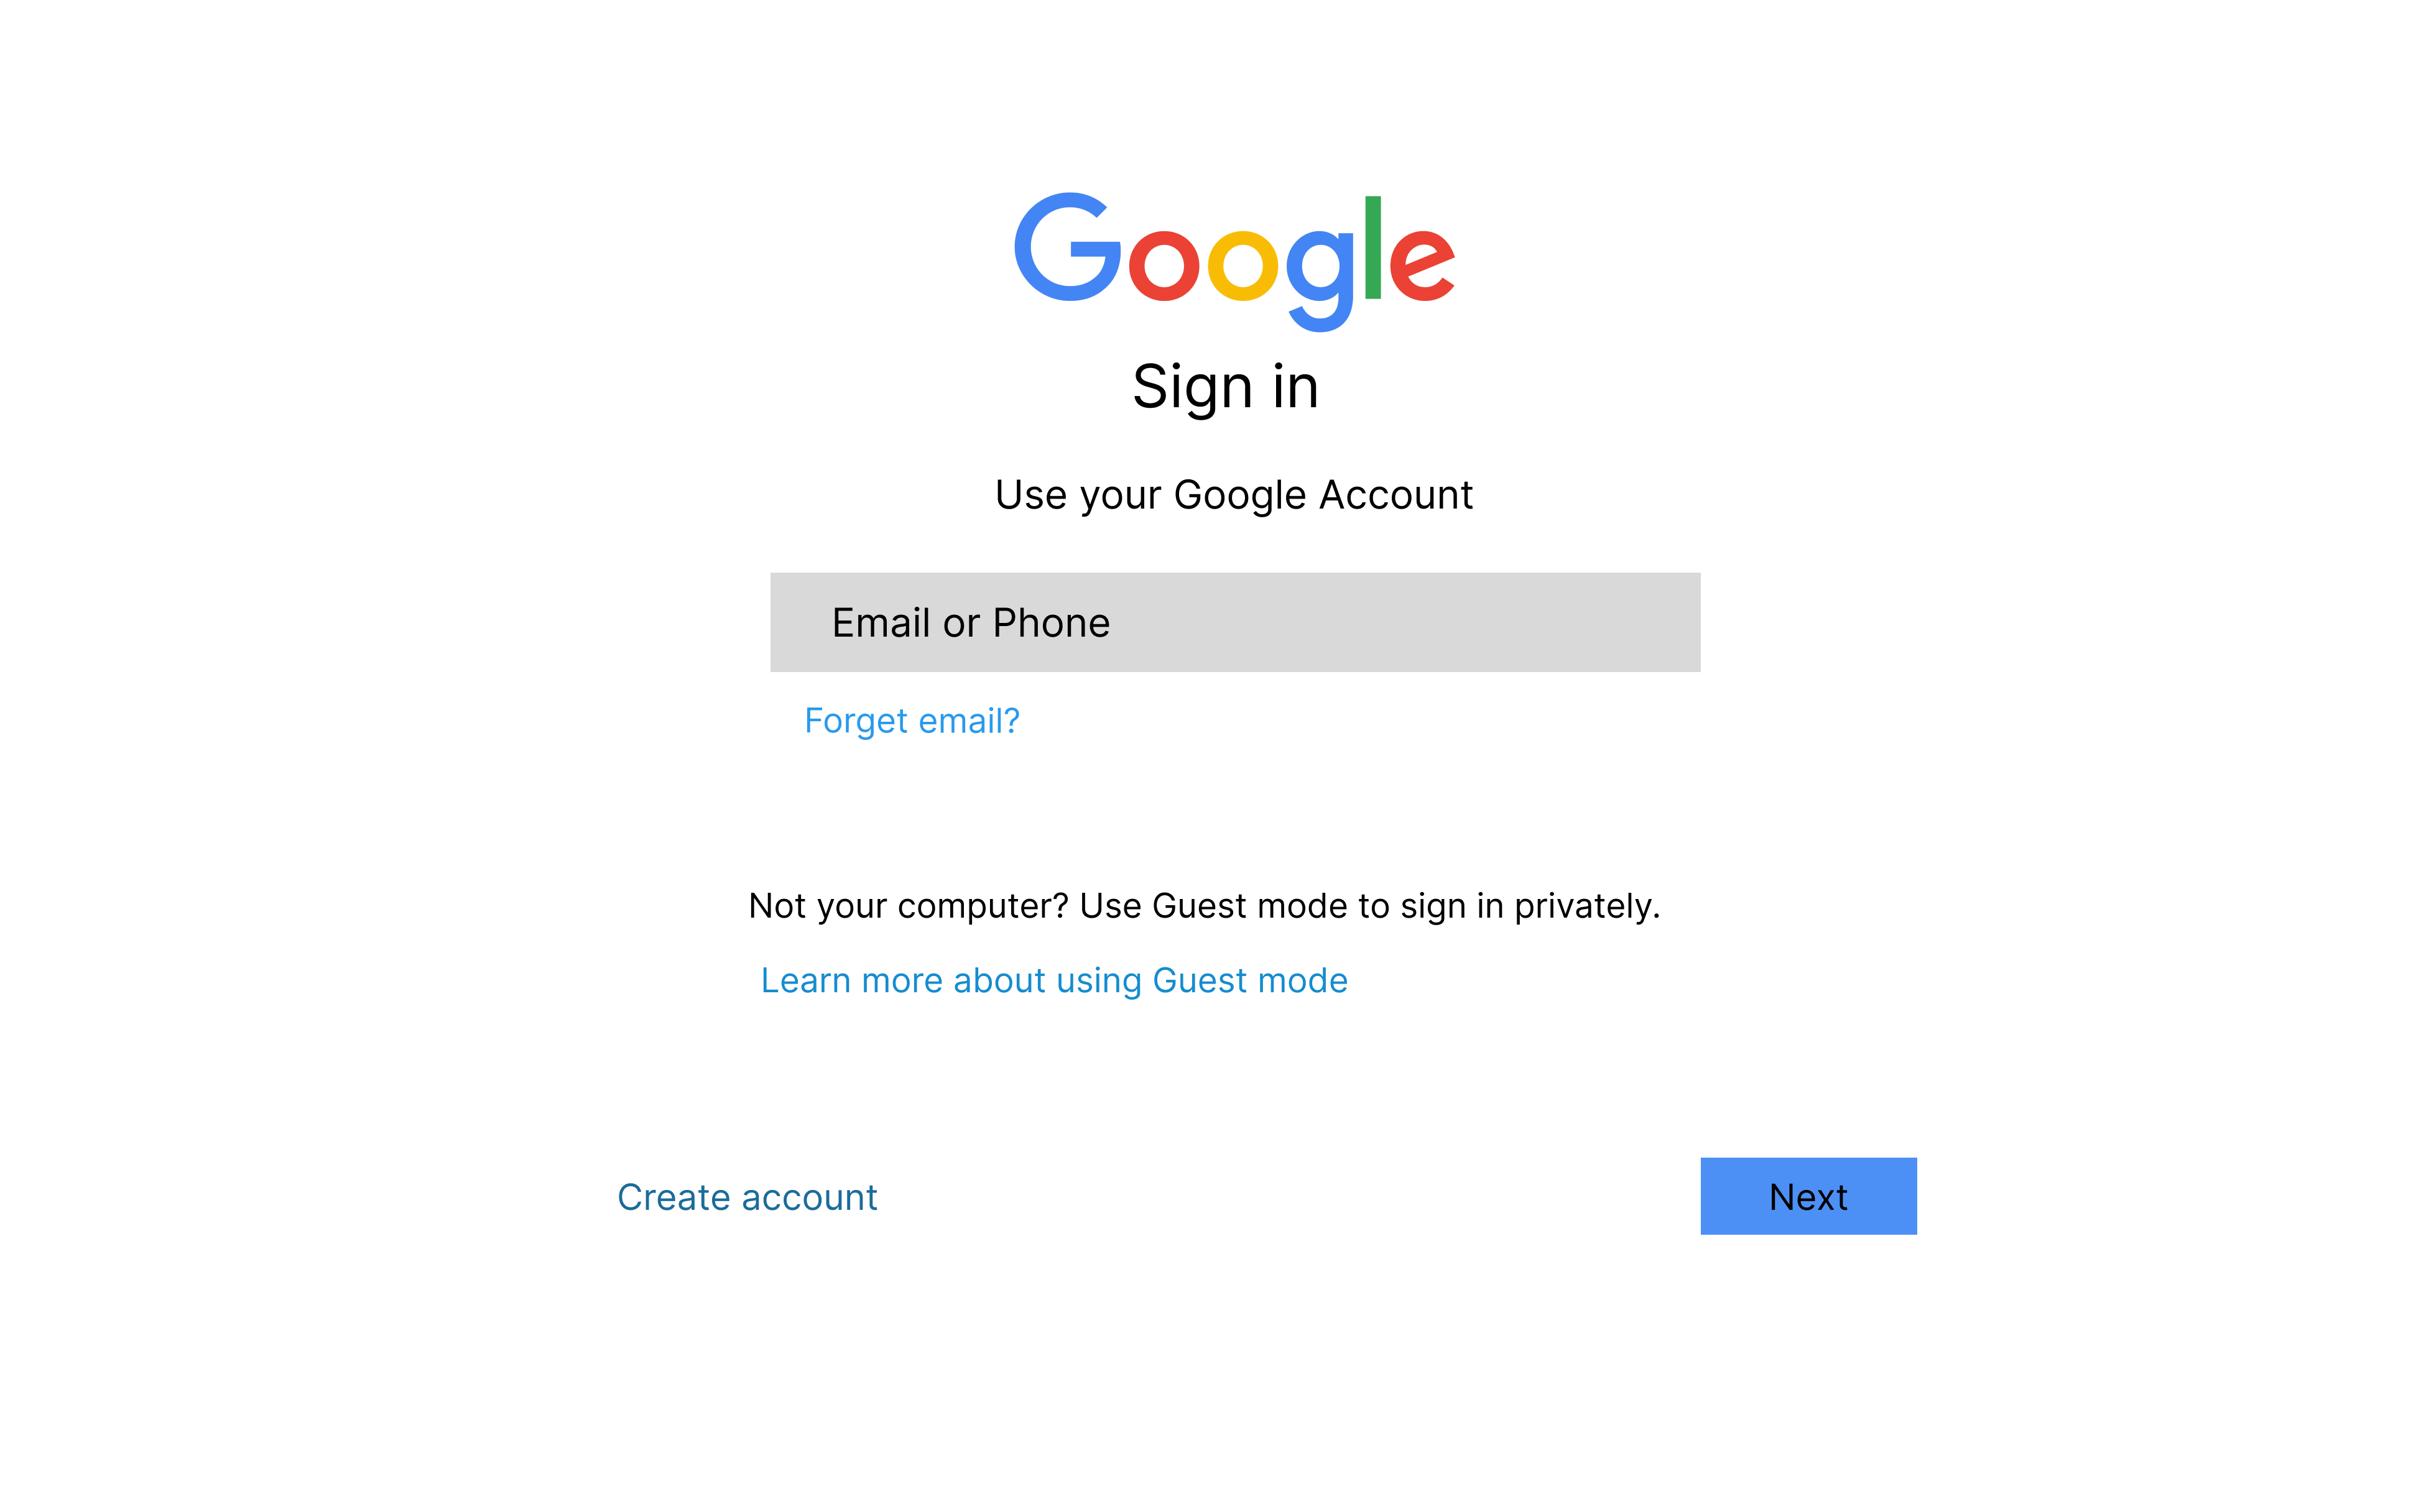 Google
Sign in
Use your Google Account
Email or Phone
Forget email?
Not your computer? Use Guest mode to sign in privately.
Learn more about using Guest mode
Create account
Next